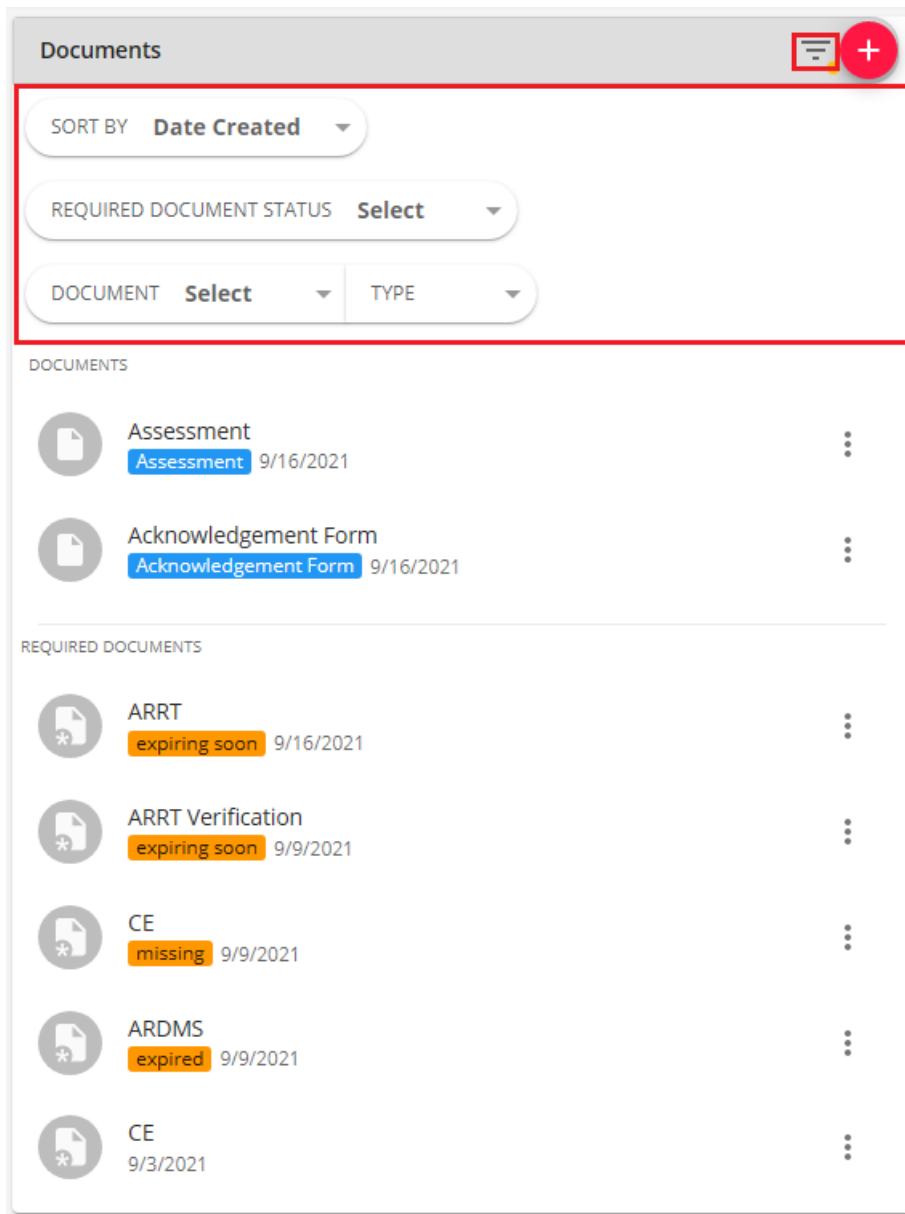 Documents
SORT BY Date Created
REQUIRED DOCUMENT STATUS Select
DOCUMENT Select TYPE
DOCUMENTS
Assessment
Assessment 9/16/2021
Acknowledgement Form
Acknowledgement Form 9/16/2021
REQUIRED DOCUMENTS
ARRT
expiring soon 9/16/2021
ARRT Verification
expiring soon 9/9/2021
CE
missing 9/9/2021
ARDMS
expired 9/9/2021
CE
9/3/2021